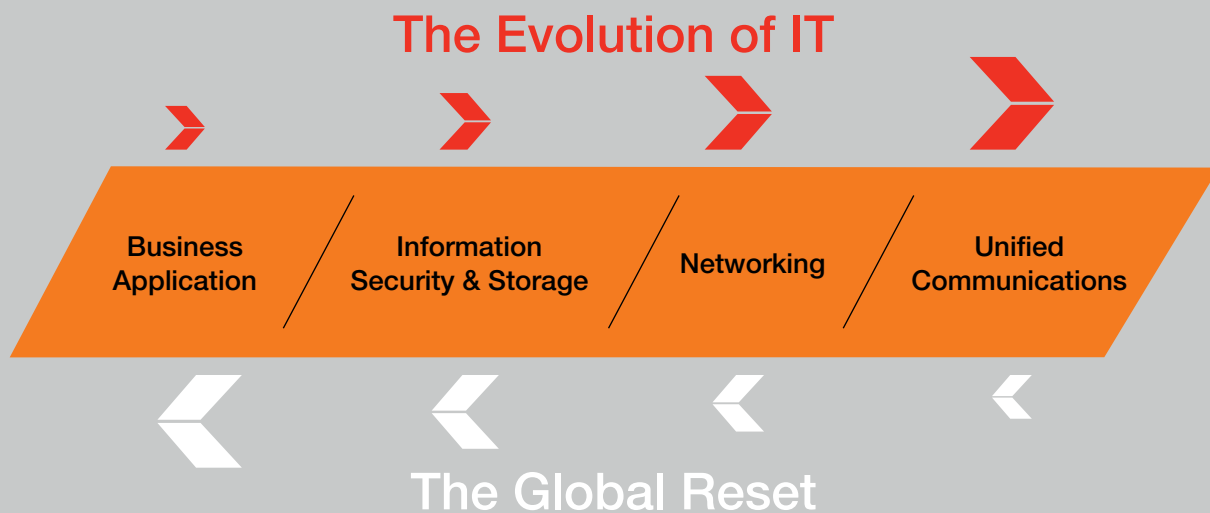 The Evolution of IT
Business
Application
Information
Security & Storage
Networking
Unified
Communications
The Global Reset